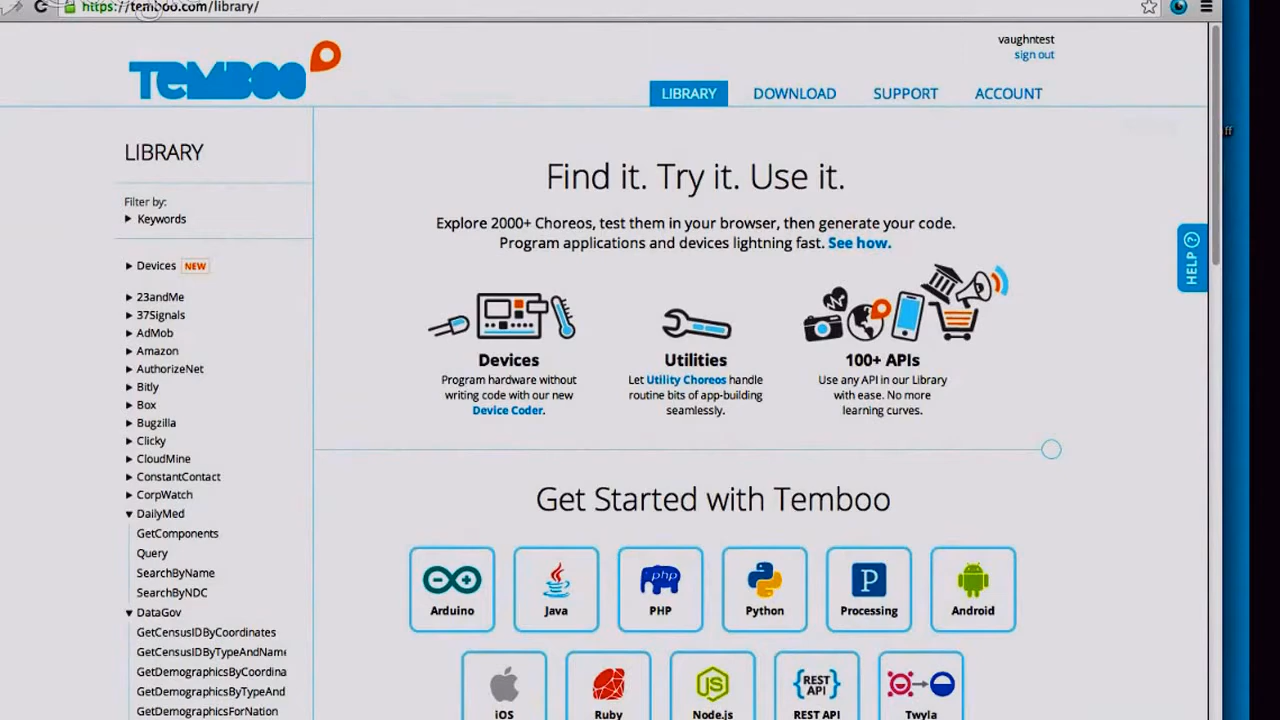 https://temboo.com/library/
TEMBOO
vaughntest
sign out
LIBRARY
DOWNLOAD
SUPPORT
ACCOUNT
LIBRARY
Filter by:
Keywords
Devices NEW
23andMe
37Signals
AdMob
Amazon
AuthorizeNet
Bitly
Box
Bugzilla
Clicky
CloudMine
ConstantContact
CorpWatch
DailyMed
GetComponents
Query
SearchByName
SearchByNDC
DataGov
GetCensusIDByCoordinates
GetCensusIDByTypeAndName
GetDemographicsByCoordina
GetDemographicsByTypeAnd
GetDemographicsForNation
Find it. Try it. Use it.
Explore 2000+ Choreos, test them in your browser, then generate your code.
Program applications and devices lightning fast. See how.
Devices
Program hardware without
writing code with our new
Device Coder.
Utilities
Let Utility Choreos handle
routine bits of app-building
seamlessly.
100+ APIs
Use any API in our Library
with ease. No more
learning curves.
HELP ?
Get Started with Temboo
Arduino
Java
php
PHP
Python
P
Processing
Android
iOS
Ruby
JS
Node.js
{REST API}
REST API
Twyla